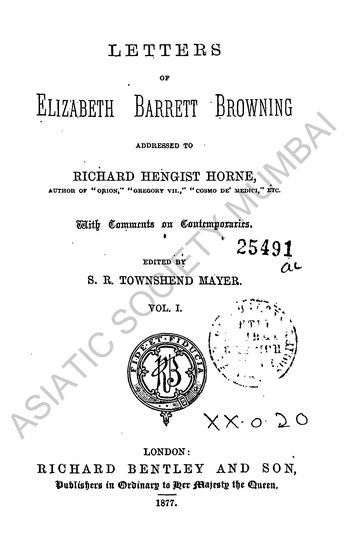 LETTERS
OF
ELIZABETH BARRETT BROWNING
ADDRESSED TO
RICHARD HENGIST HORNE,
AUTHOR OF "ORION," "GREGORY VII.," "COSMO DE' MEDICI," ETC.
With Comments on Contemporaries.
25491
EDITED BY
S. R. TOWNSHEND MAYER.
VOL. I.
FIDE·ET·FIDUCIA
RB
XX.0.20
LONDON:
RICHARD BENTLEY AND SON,
Publishers in Ordinary to Her Majesty the Queen.
1877.
ASIATIC SOCIETY MUMBAI